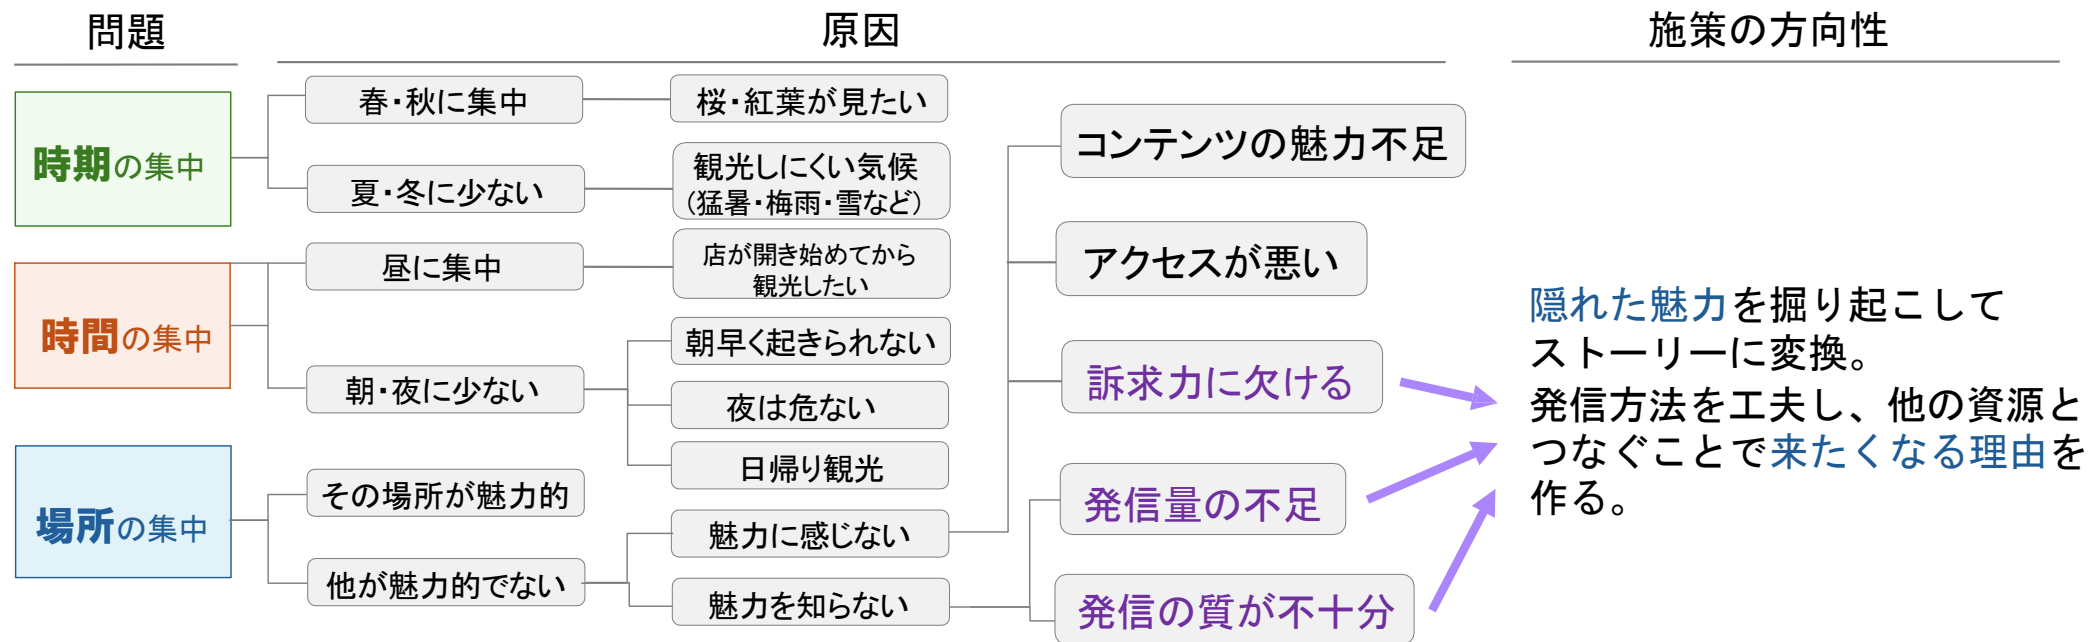 問題
原因
施策の方向性
時期の集中
春・秋に集中
桜・紅葉が見たい
夏・冬に少ない
観光しにくい気候
(猛暑・梅雨・雪など)
時間の集中
昼に集中
店が開き始めてから
観光したい
朝・夜に少ない
朝早く起きられない
夜は危ない
日帰り観光
場所の集中
その場所が魅力的
他が魅力的でない
魅力に感じない
魅力を知らない
コンテンツの魅力不足
アクセスが悪い
訴求力に欠ける
発信量の不足
発信の質が不十分
隠れた魅力を掘り起こして
ストーリーに変換。
発信方法を工夫し、他の資源と
つなぐことで来たくなる理由を
作る。